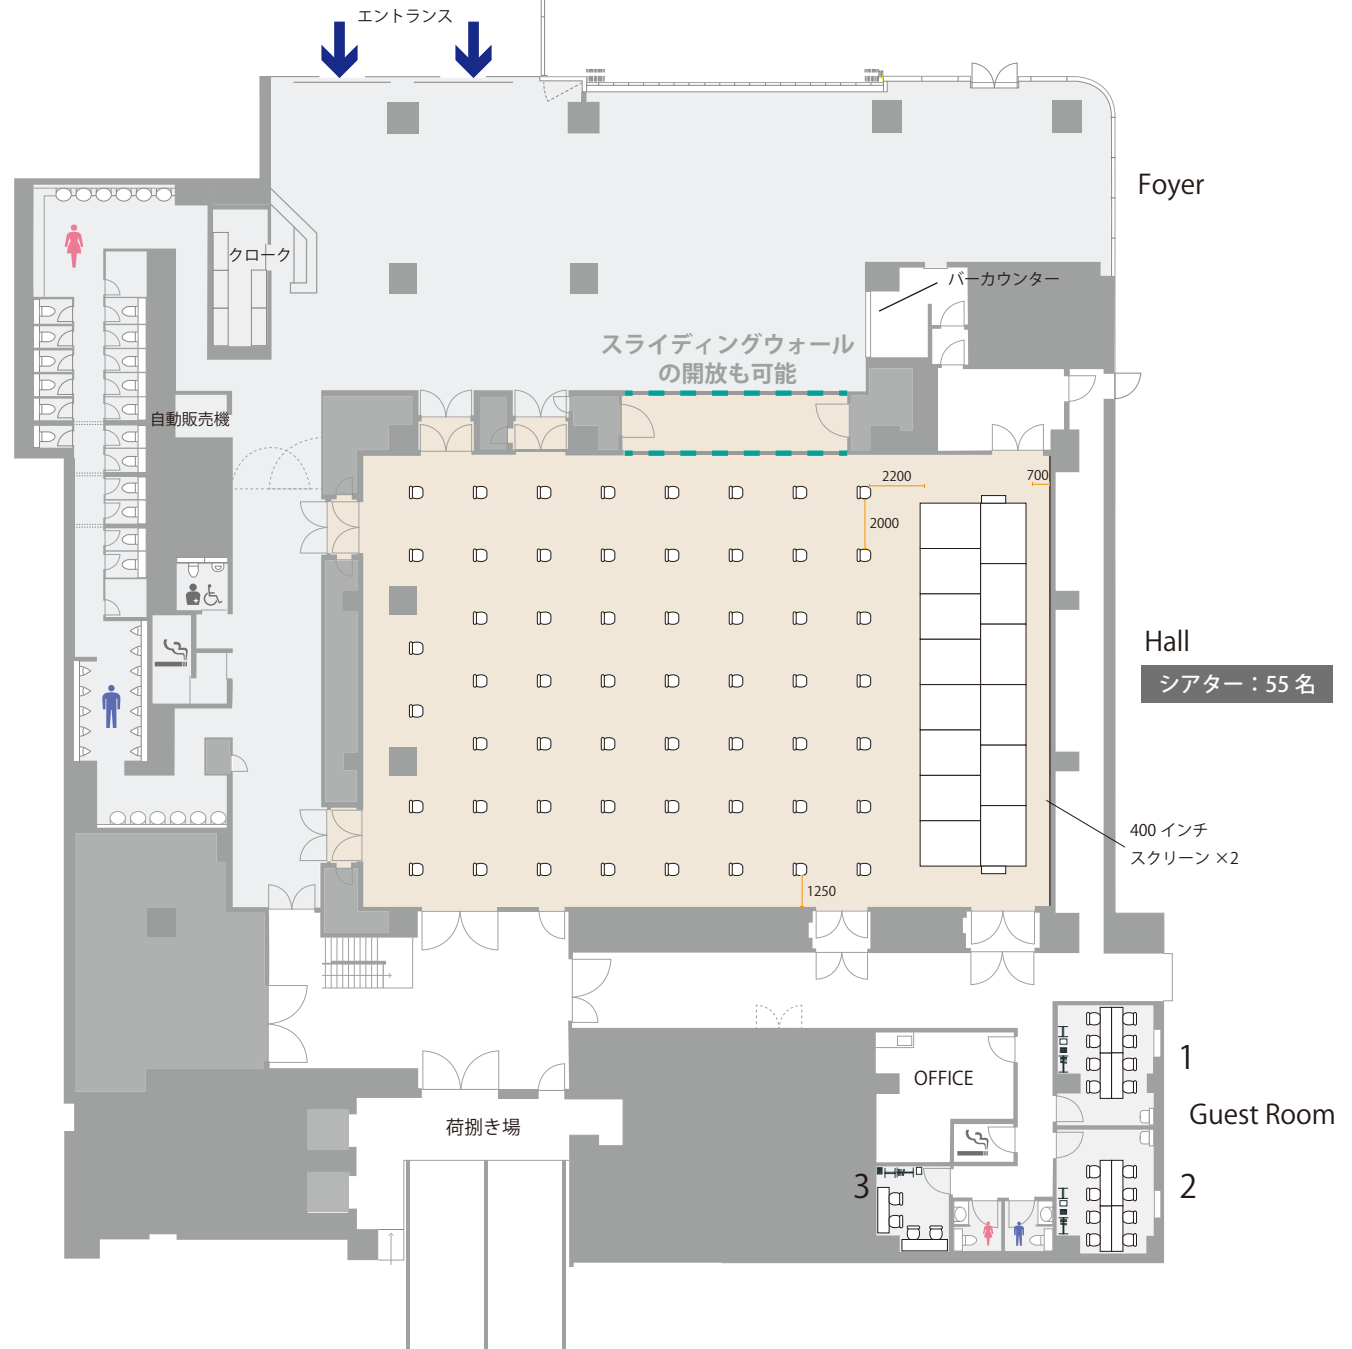 エントランス
Foyer
クローク
バーカウンター
スライディングウォール
の開放も可能
自動販売機
2200
700
2000
Hall
シアター：55 名
400 インチ
スクリーン ×2
1250
1
OFFICE
Guest Room
荷捌き場
3
2